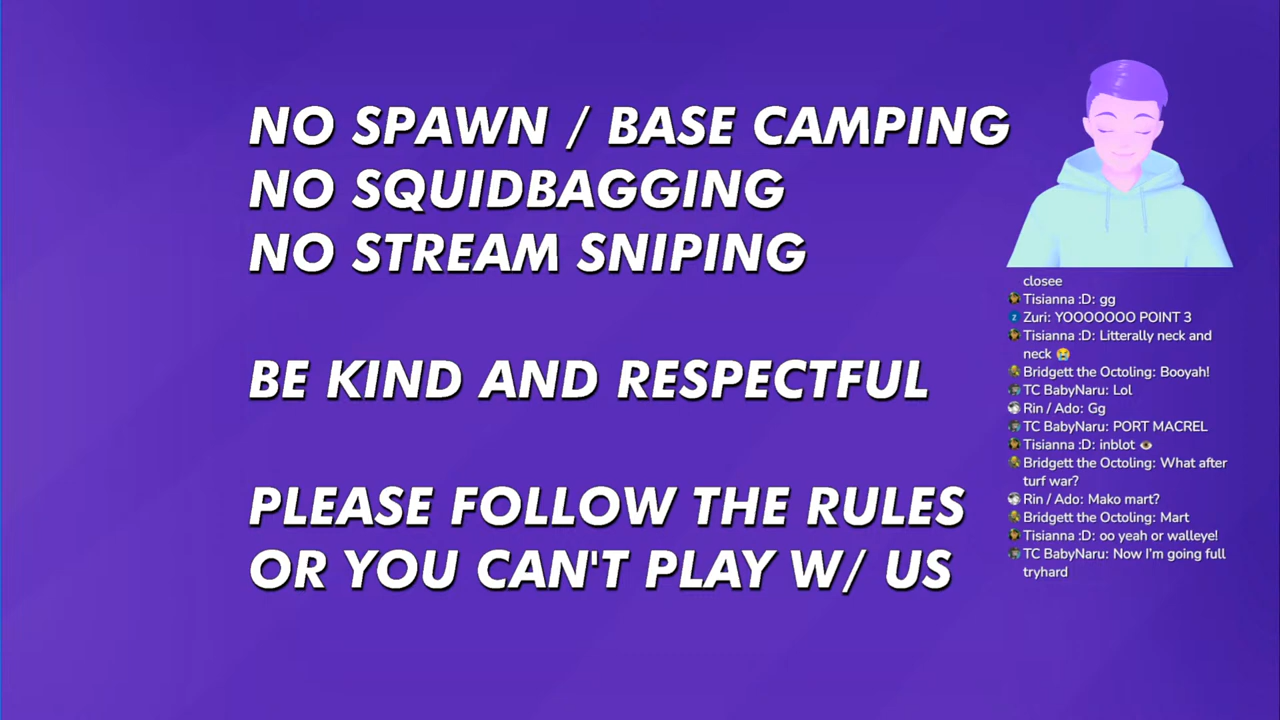 NO SPAWN / BASE CAMPING
NO SQUIDBAGGING
NO STREAM SNIPING
BE KIND AND RESPECTFUL
PLEASE FOLLOW THE RULES
OR YOU CAN'T PLAY W/ US
closee
Tisianna :D: gg
Z Zuri: YOOOOOOO POINT 3
Tisianna :D: Litterally neck and
neck 😭
Bridgett the Octoling: Booyah!
TC BabyNaru: Lol
Rin / Ado: Gg
TC BabyNaru: PORT MACREL
Tisianna :D: inblot 👁️
Bridgett the Octoling: What after
turf war?
Rin / Ado: Mako mart?
Bridgett the Octoling: Mart
Tisianna :D: oo yeah or walleye!
TC BabyNaru: Now I'm going full
tryhard